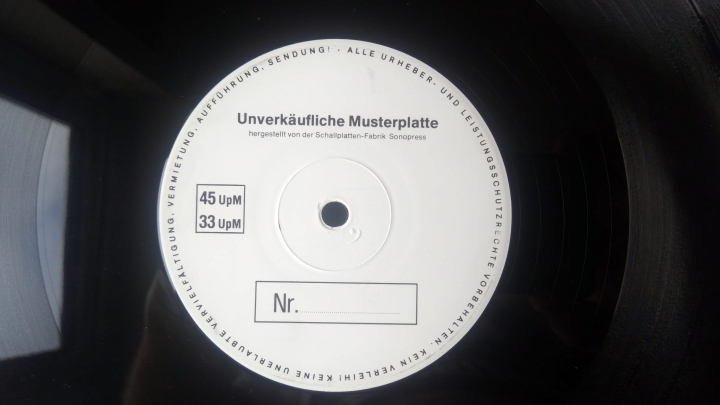 ALLE URHEBER- UND LEISTUNGSSCHUTZRECHTE VORBEHALTEN. KEIN VERLEIH! KEINE UNERLAUBTE VERVIELFÄLTIGUNG, VERMIETUNG, AUFFÜHRUNG, SENDUNG! ·
Unverkäufliche Musterplatte
hergestellt von der Schallplatten-Fabrik Sonopress
45 UpM
33 UpM
Nr.